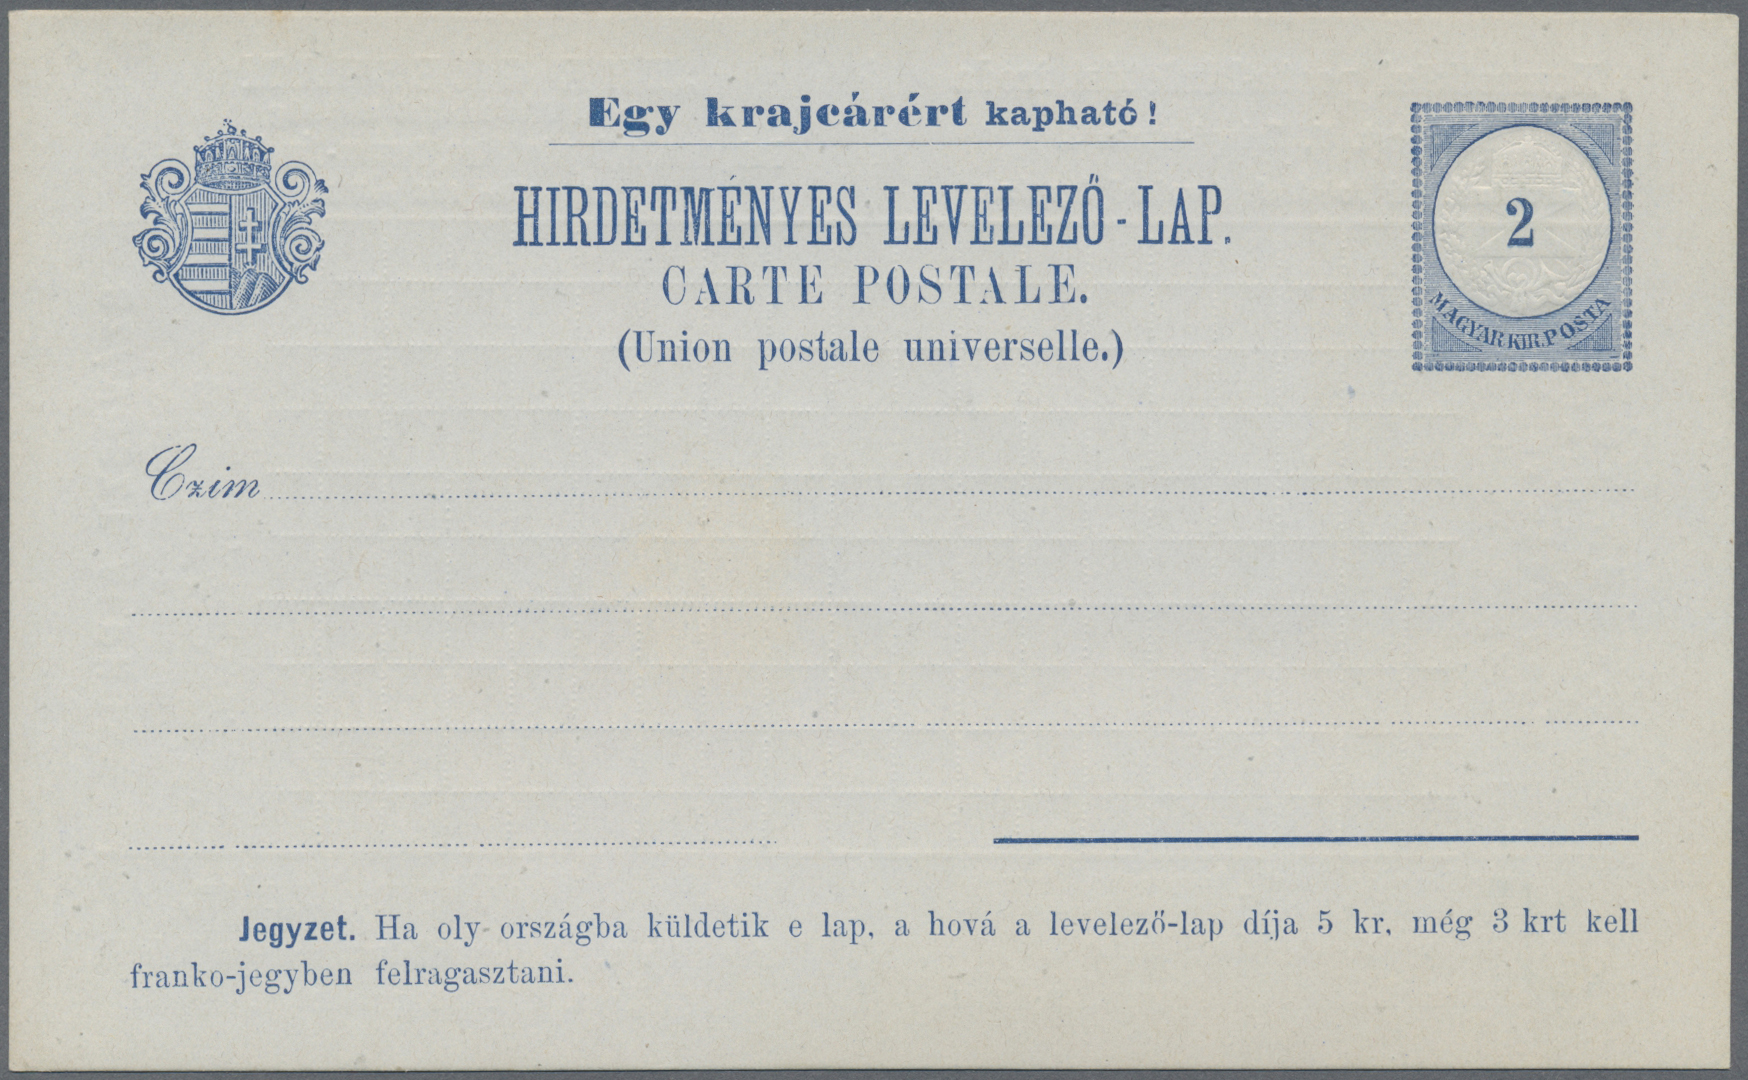 Egy krajcárért kapható!
HIRDETMÉNYES LEVELEZŐ-LAP.
CARTE POSTALE.
(Union postale universelle.)
2
MAGYAR KIR. POSTA
Czim
Jegyzet. Ha oly országba küldetik e lap, a hová a levelező-lap díja 5 kr, még 3 krt kell
franko-jegyben felragasztani.